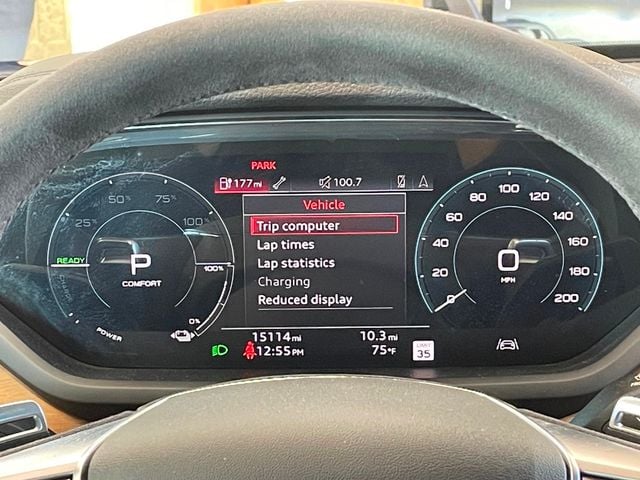 PARK
177mi 100.7
Vehicle
Trip computer
Lap times
Lap statistics
Charging
Reduced display
25% 50% 75% 100%
READY
P
COMFORT
100%
0%
POWER
0 20 40 60 80 100 120 140 160 180 200
0
MPH
15114mi 10.3mi
12:55PM 75°F
LIMIT
35